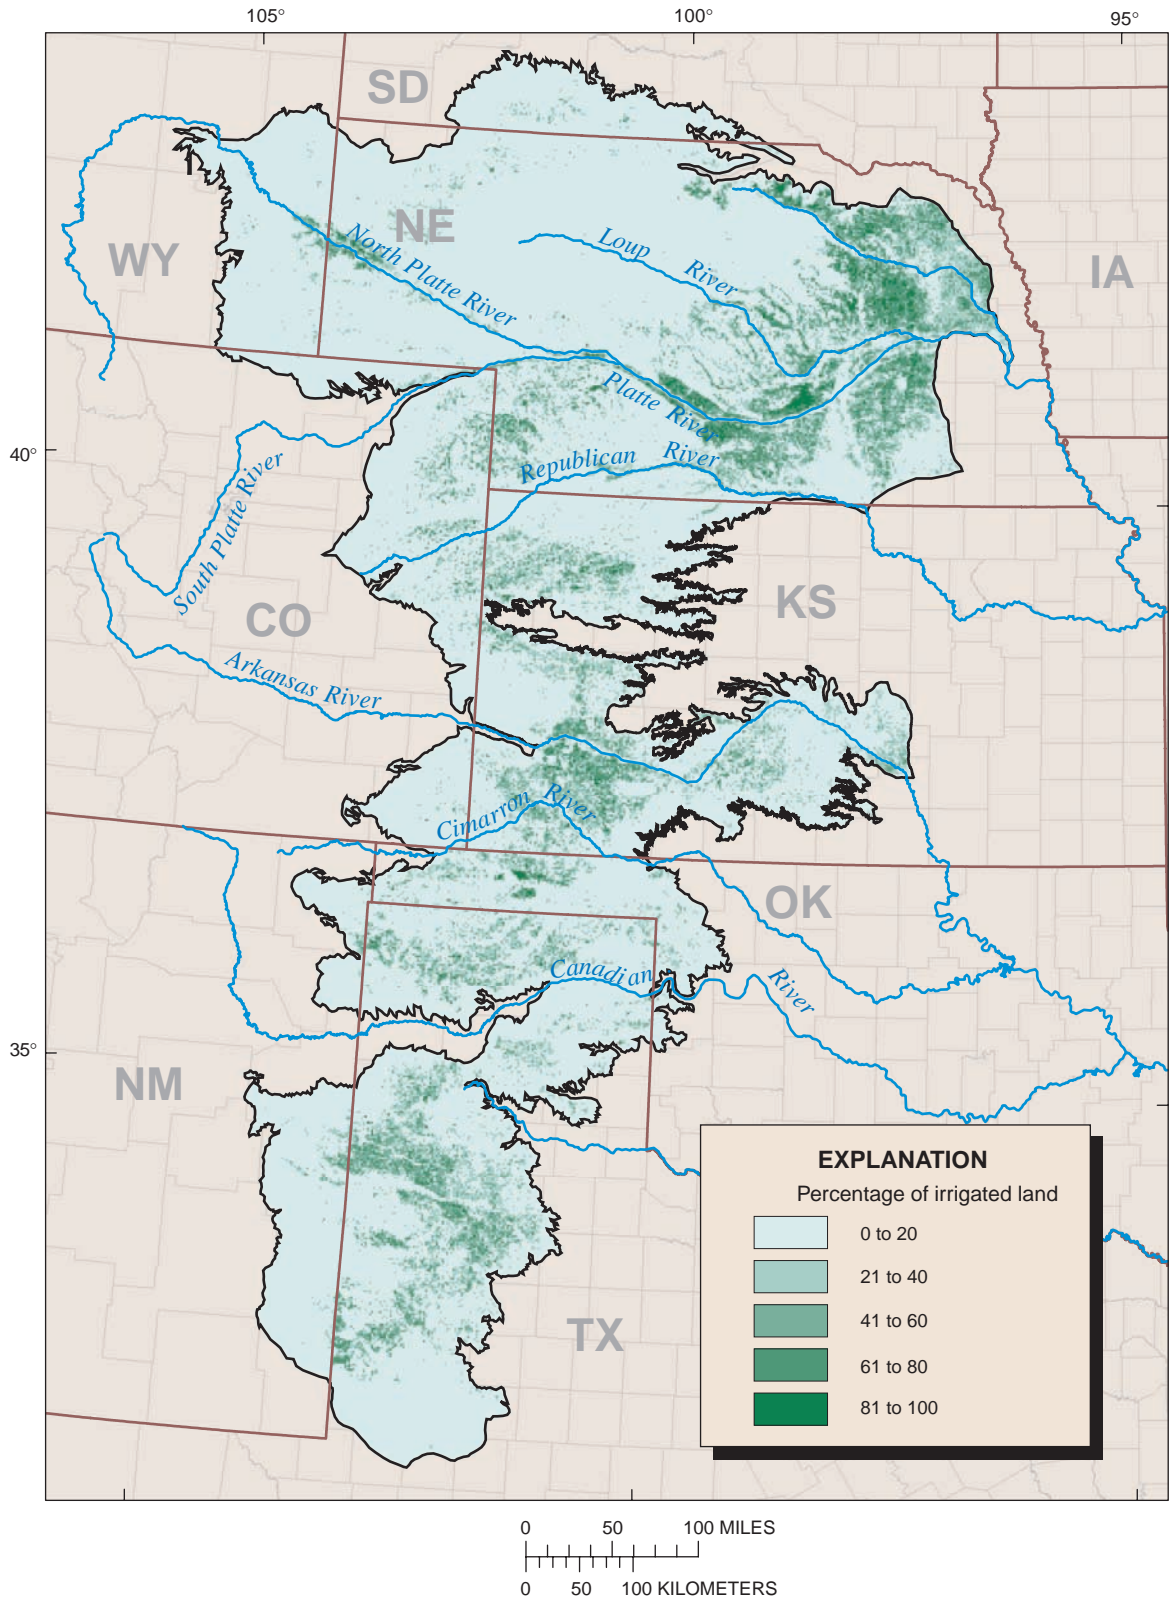 105°
100°
95°
SD
NE
WY
IA
North Platte River
Loup River
Platte River
40°
Republican River
South Platte River
CO
KS
Arkansas River
Cimarron River
OK
Canadian River
35°
NM
TX
EXPLANATION
Percentage of irrigated land
0 to 20
21 to 40
41 to 60
61 to 80
81 to 100
0 50 100 MILES
0 50 100 KILOMETERS